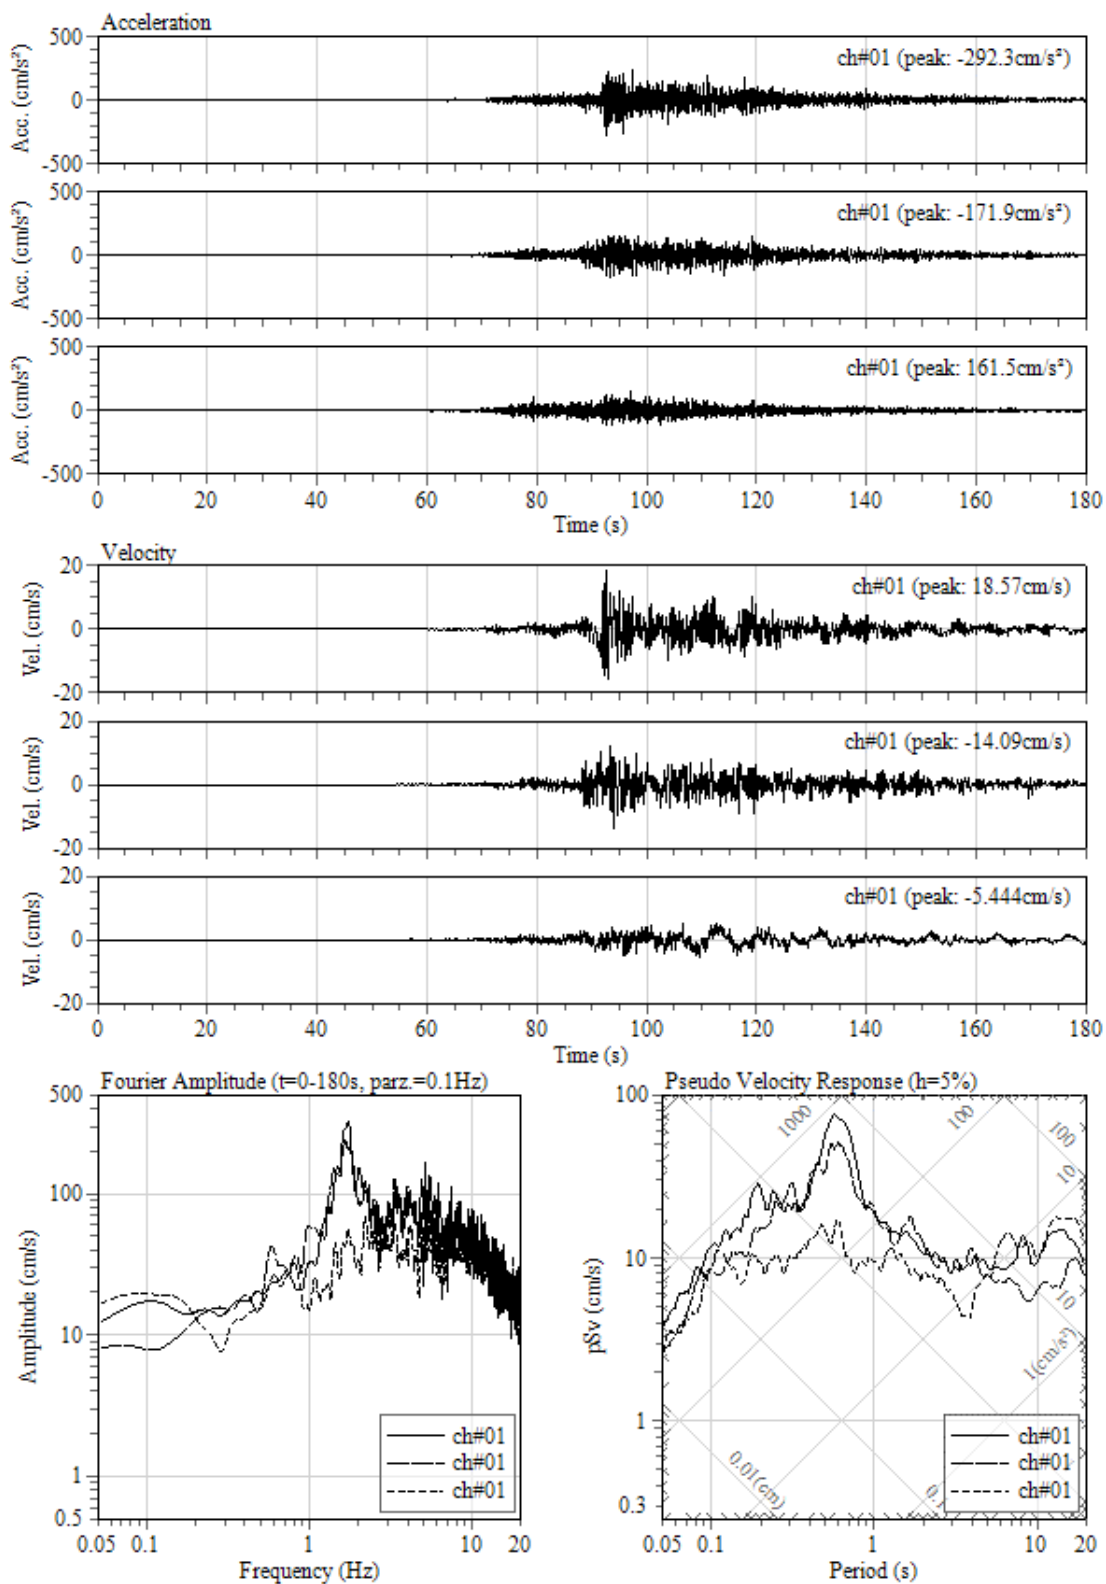 Acceleration
500
0
-500
Acc. (cm/s²)
ch#01 (peak: -292.3cm/s²)
500
0
-500
Acc. (cm/s²)
ch#01 (peak: -171.9cm/s²)
500
0
-500
Acc. (cm/s²)
ch#01 (peak: 161.5cm/s²)
0 20 40 60 80 100 120 140 160 180
Time (s)
Velocity
20
0
-20
Vel. (cm/s)
ch#01 (peak: 18.57cm/s)
20
0
-20
Vel. (cm/s)
ch#01 (peak: -14.09cm/s)
20
0
-20
Vel. (cm/s)
ch#01 (peak: -5.444cm/s)
0 20 40 60 80 100 120 140 160 180
Time (s)
Fourier Amplitude (t=0-180s, parz.=0.1Hz)
500
100
10
1
0.5
Amplitude (cm/s)
ch#01
ch#01
ch#01
0.05 0.1 1 10 20
Frequency (Hz)
Pseudo Velocity Response (h=5%)
100
10
1
0.3
pSv (cm/s)
1000
100
100
10
10
1(cm/s²)
0.01(cm)
0.1
ch#01
ch#01
ch#01
0.05 0.1 1 10 20
Period (s)